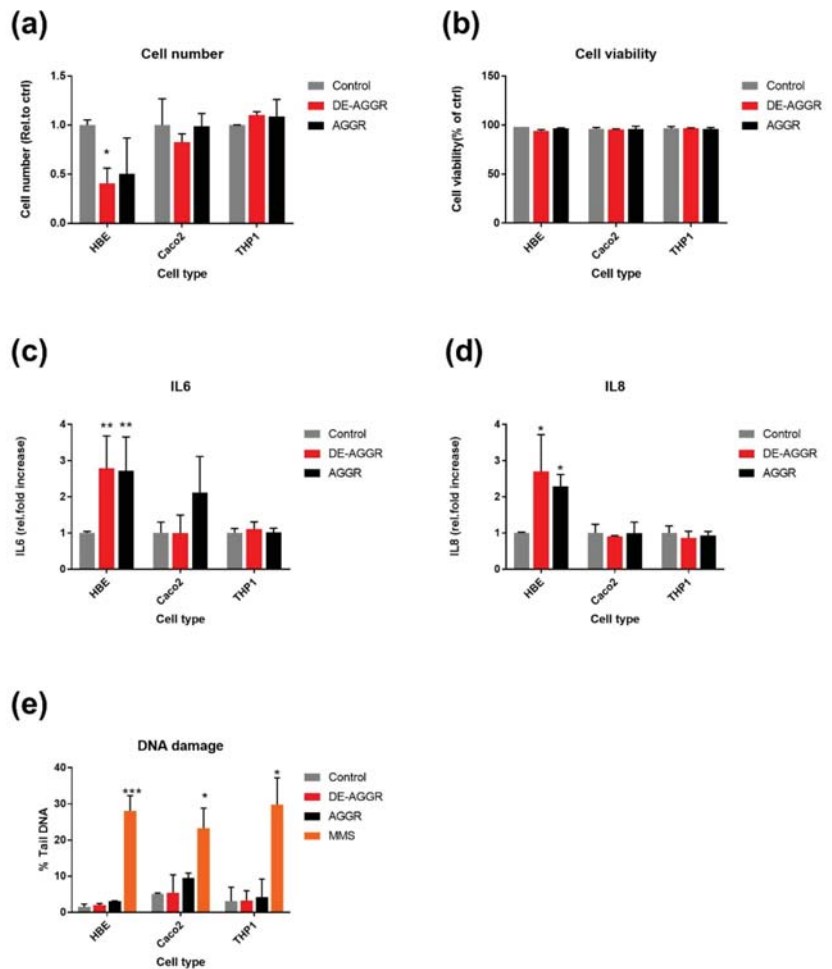 (a)
Cell number
Cell number (Rel.to ctrl)
1.5
1.0
0.5
0.0
*
HBE
Caco2
THP1
Cell type
Control
DE-AGGR
AGGR
(b)
Cell viability
Cell viability(% of ctrl)
150
100
50
0
HBE
Caco2
THP1
Cell type
Control
DE-AGGR
AGGR
(c)
IL6
IL6 (rel.fold increase)
4
3
2
1
0
** **
HBE
Caco2
THP1
Cell type
Control
DE-AGGR
AGGR
(d)
IL8
IL8 (rel.fold increase)
4
3
2
1
0
*
*
HBE
Caco2
THP1
Cell type
Control
DE-AGGR
AGGR
(e)
DNA damage
% Tail DNA
40
30
20
10
0
***
*
*
HBE
Caco2
THP1
Cell type
Control
DE-AGGR
AGGR
MMS